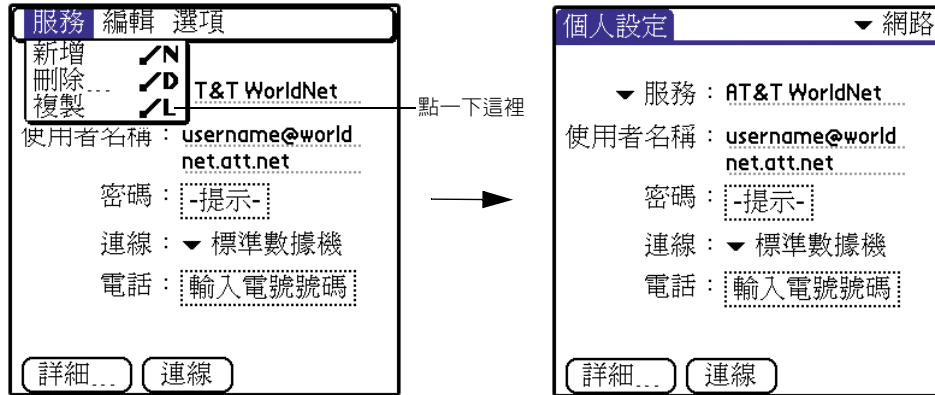 服務 編輯 選項
新增 N
刪除... D
複製 L
T&T WorldNet
點一下這裡
使用者名稱：username@world
net.att.net
密碼：-提示-
連線：標準數據機
電話：輸入電號號碼
詳細... 連線
個人設定 網路
服務：AT&T WorldNet
使用者名稱：username@world
net.att.net
密碼：-提示-
連線：標準數據機
電話：輸入電號號碼
詳細... 連線